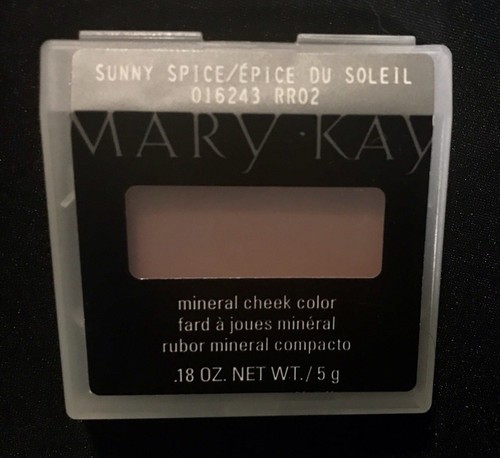 SUNNY SPICE/ÉPICE DU SOLEIL
016243 RR02
MARY·KAY
mineral cheek color
fard à joues minéral
rubor mineral compacto
.18 OZ. NET WT./5 g